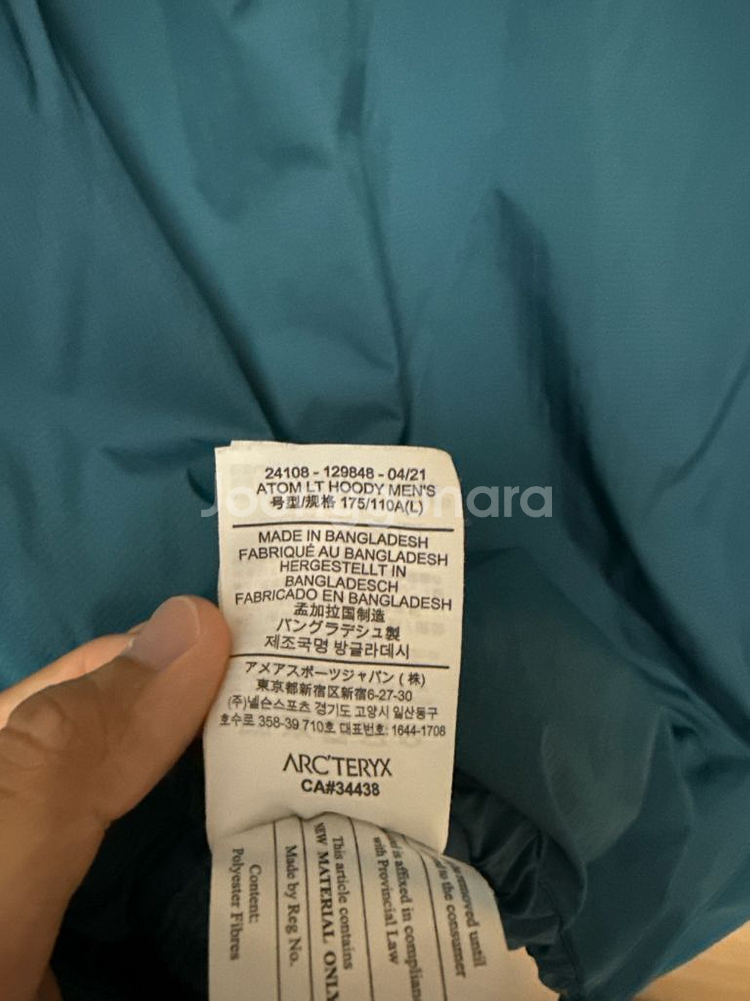 24108 - 129848 - 04/21
ATOM LT HOODY MEN'S
号型/规格 175/110A(L)
Joonggonara
MADE IN BANGLADESH
FABRIQUÉ AU BANGLADESH
HERGESTELLT IN
BANGLADESCH
FABRICADO EN BANGLADESH
孟加拉国制造
バングラデシュ製
제조국명 방글라데시
アメアスポーツジャパン (株)
東京都新宿区新宿6-27-30
(주)넬슨스포츠 경기도 고양시 일산동구
호수로 358-39 710호 대표번호: 1644-1708
ARC'TERYX
CA#34438
removed until
to the consumer
is affixed in complianc
with Provincial Law
This article contains
NEW MATERIAL ONLY
Made by Reg No.
Content:
Polyester Fibres